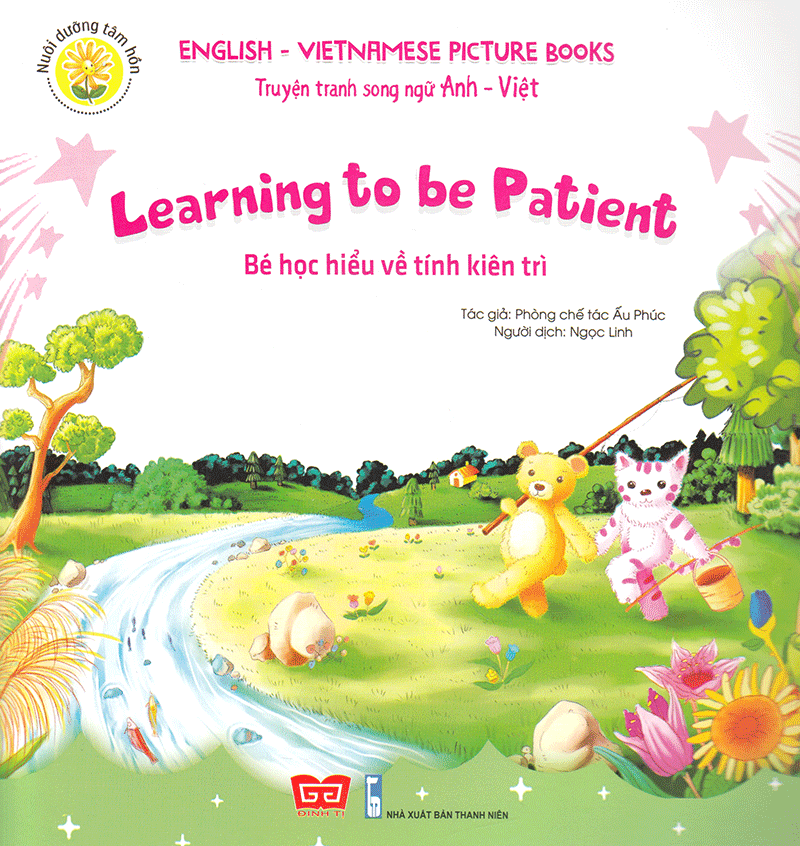 Nuôi dưỡng tâm hồn
ENGLISH - VIETNAMESE PICTURE BOOKS
Truyện tranh song ngữ Anh - Việt
Learning to be Patient
Bé học hiểu về tính kiên trì
Tác giả: Phòng chế tác Ấu Phúc
Người dịch: Ngọc Linh
ĐINH TỊ
NHÀ XUẤT BẢN THANH NIÊN